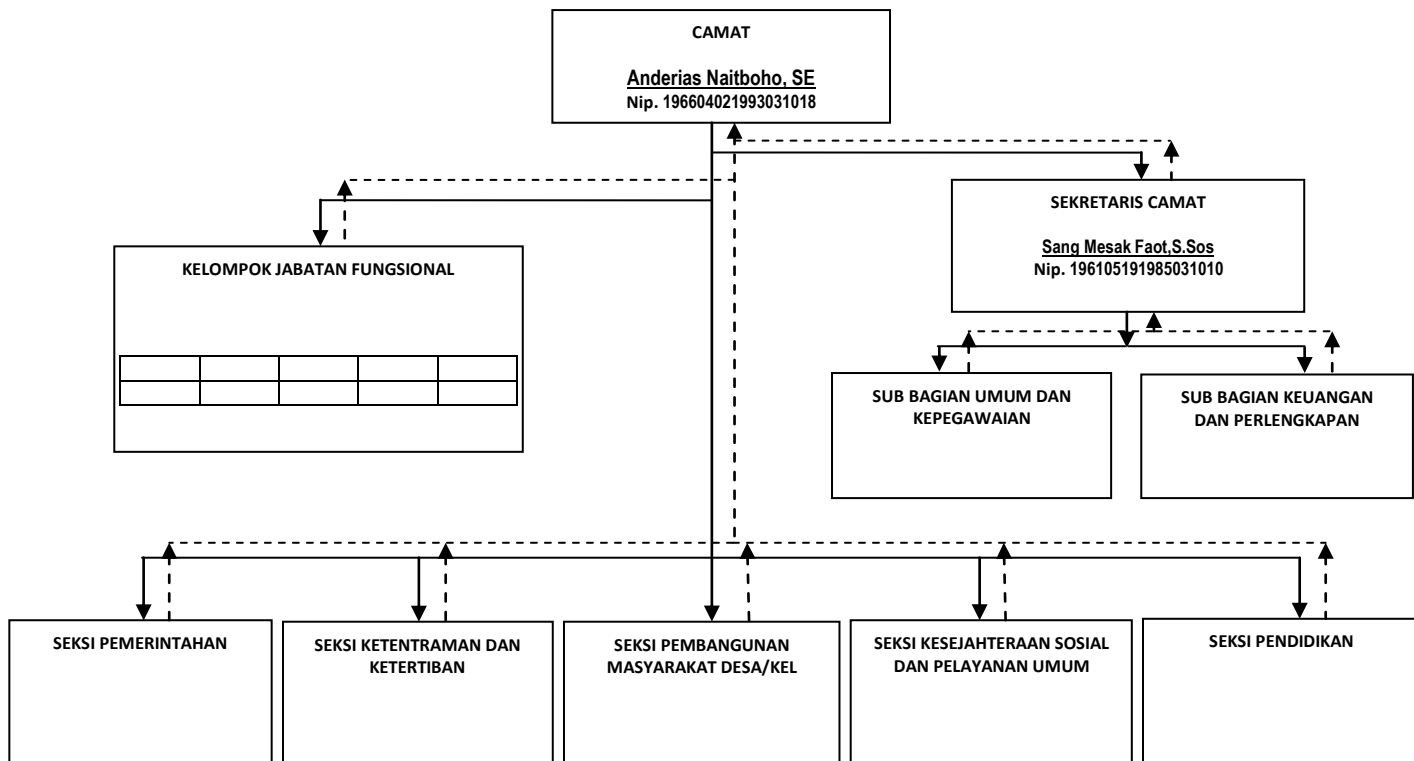 CAMAT
Anderias Naitboho, SE
Nip. 196604021993031018
SEKRETARIS CAMAT
Sang Mesak Faot,S.Sos
Nip. 196105191985031010
KELOMPOK JABATAN FUNGSIONAL
SUB BAGIAN UMUM DAN
KEPEGAWAIAN
SUB BAGIAN KEUANGAN
DAN PERLENGKAPAN
SEKSI PEMERINTAHAN
SEKSI KETENTRAMAN DAN
KETERTIBAN
SEKSI PEMBANGUNAN
MASYARAKAT DESA/KEL
SEKSI KESEJAHTERAAN SOSIAL
DAN PELAYANAN UMUM
SEKSI PENDIDIKAN